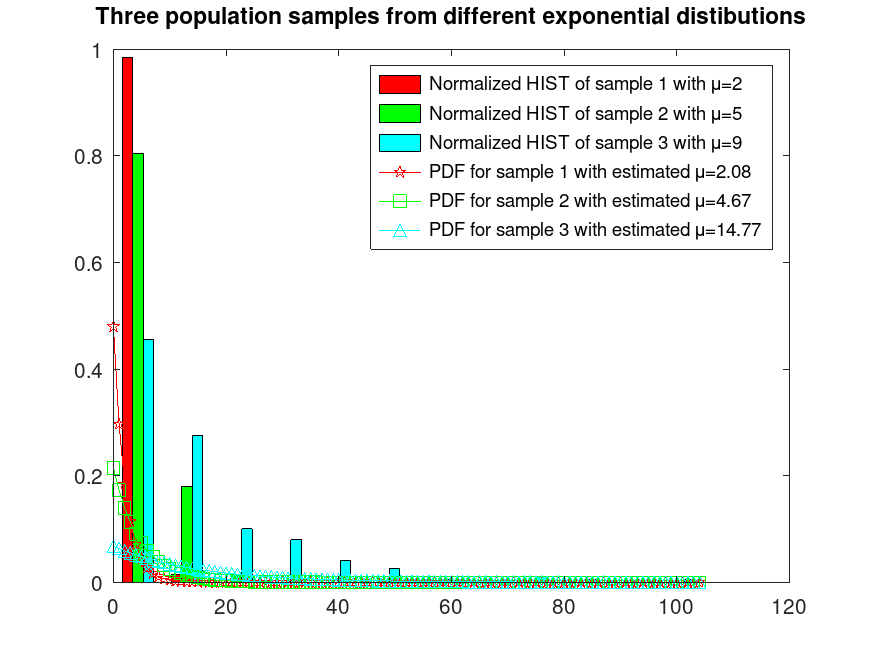 Three population samples from different exponential distibutions
1
0.8
0.6
0.4
0.2
0
Normalized HIST of sample 1 with μ=2
Normalized HIST of sample 2 with μ=5
Normalized HIST of sample 3 with μ=9
PDF for sample 1 with estimated μ=2.08
PDF for sample 2 with estimated μ=4.67
PDF for sample 3 with estimated μ=14.77
0 20 40 60 80 100 120